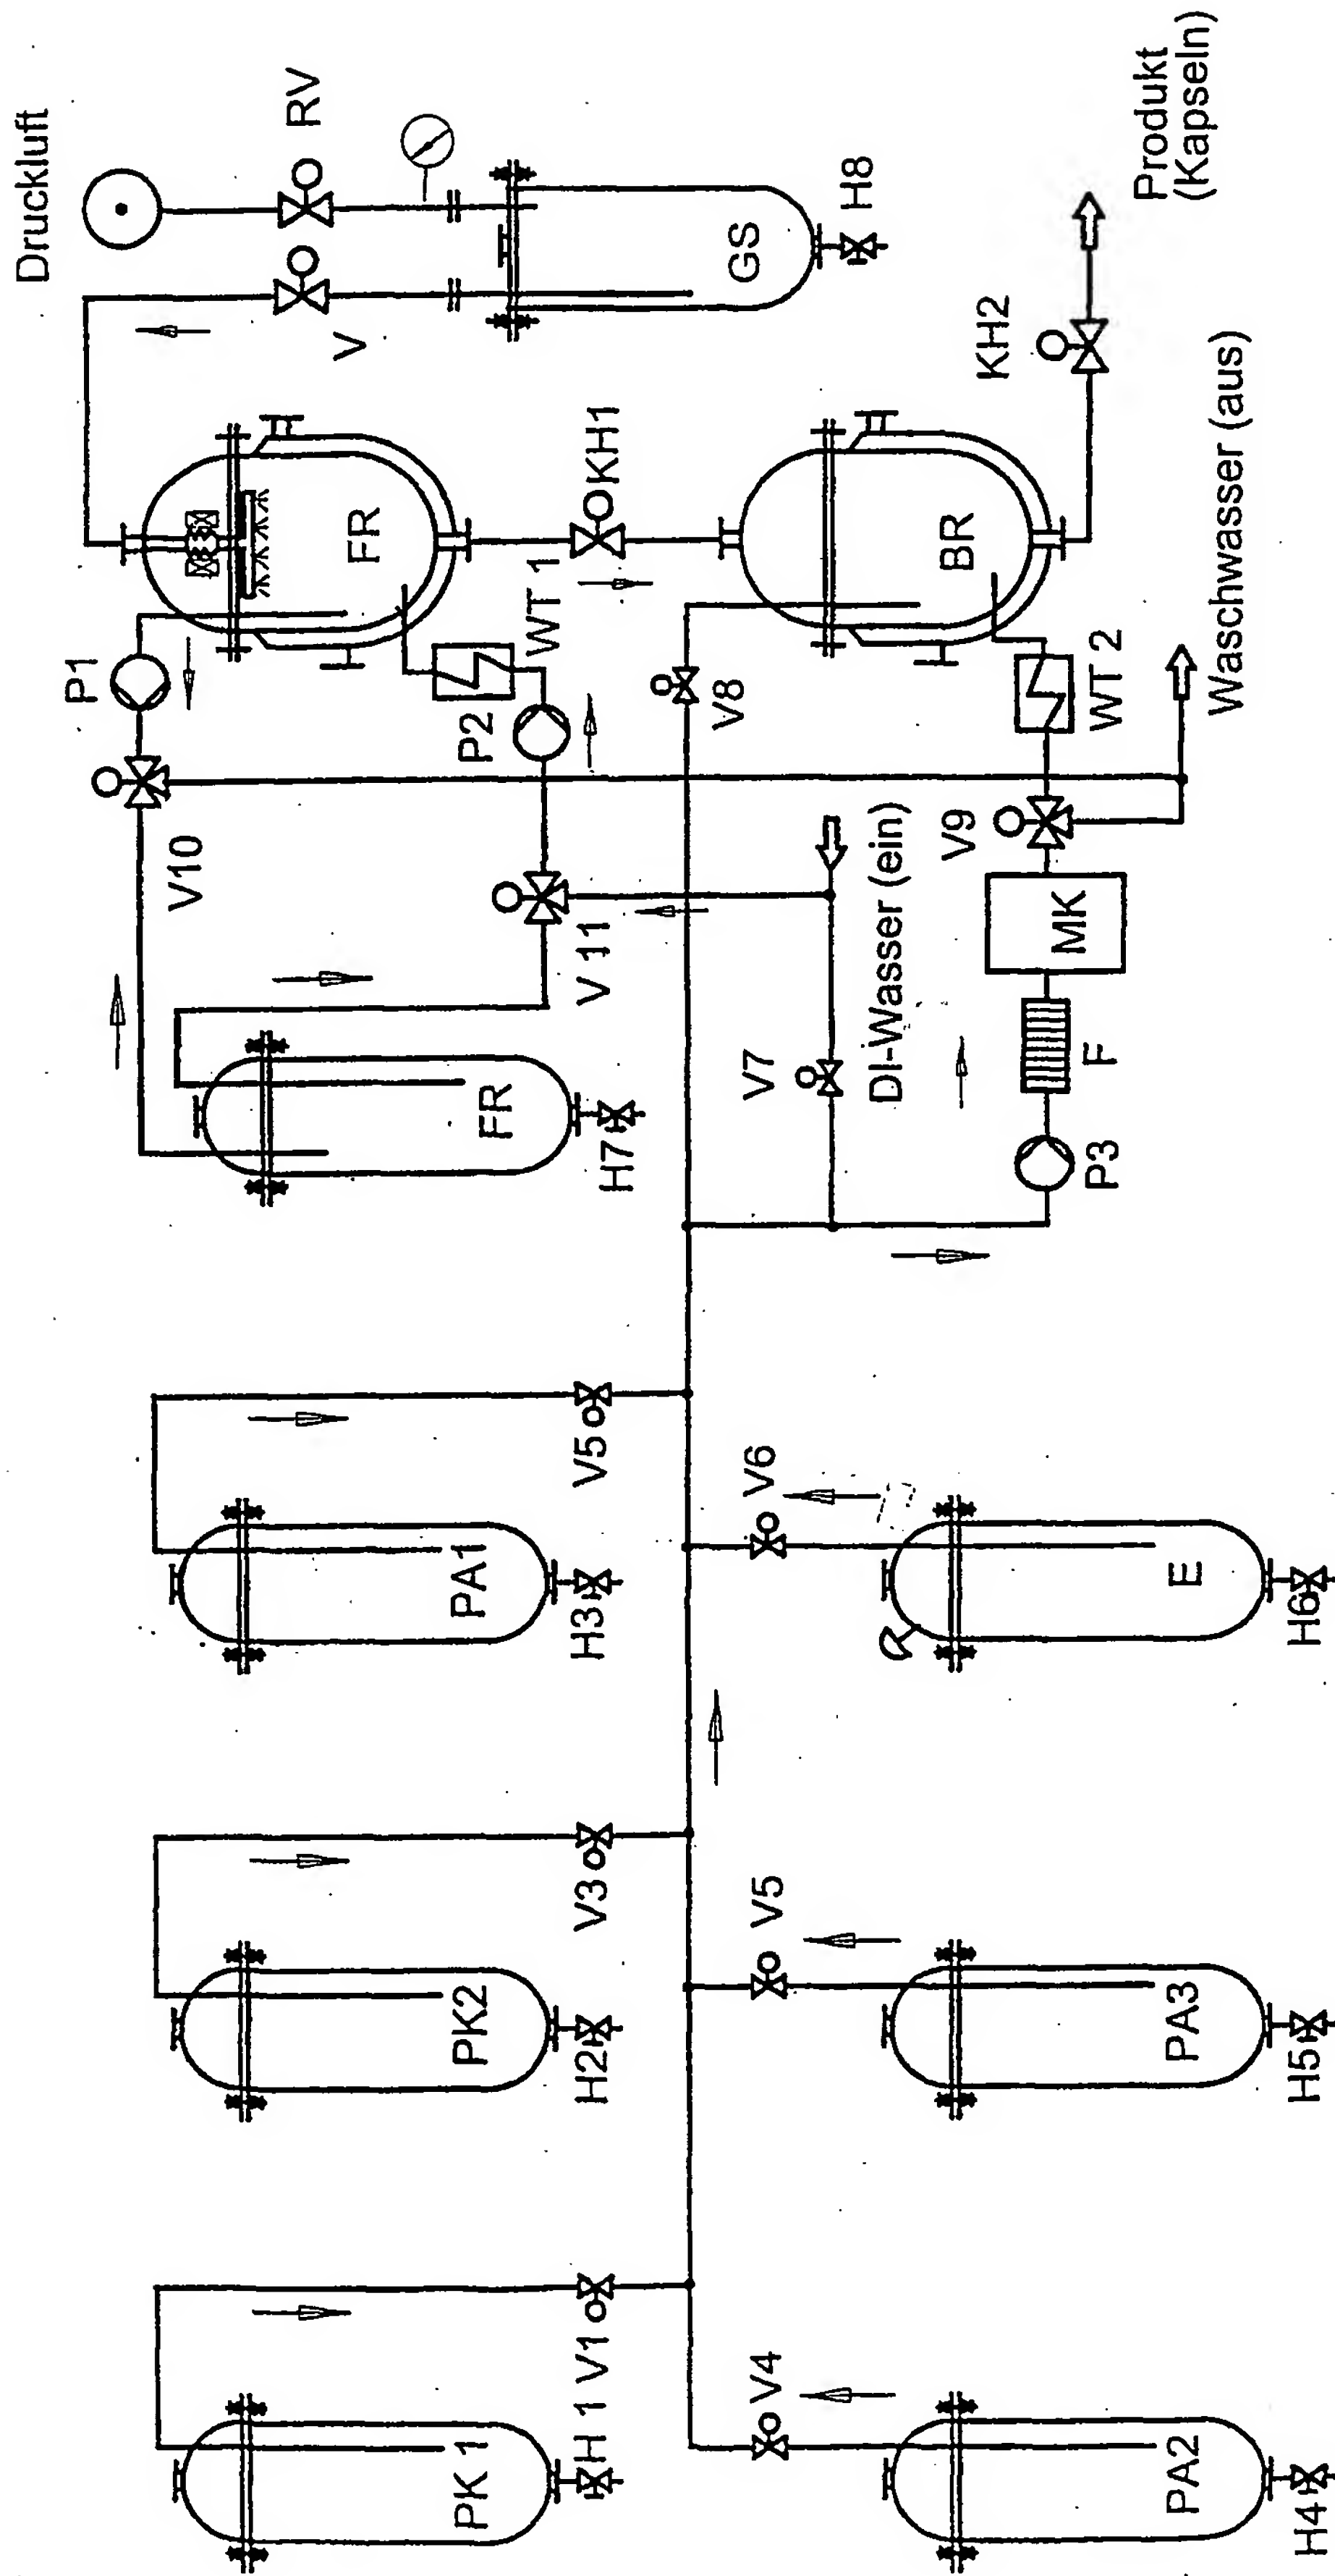 Druckluft
RV
V
GS
H8
P1
FR
WT 1
KH1
P2
V10
V 11
V8
BR
KH2
Produkt
(Kapseln)
WT 2
Waschwasser (aus)
V9
MK
F
P3
DI-Wasser (ein)
V7
FR
H7
PA1
H3
V5
V6
E
H6
PK2
H2
V3
V5
PA3
H5
PK 1
H 1
V1
V4
PA2
H4